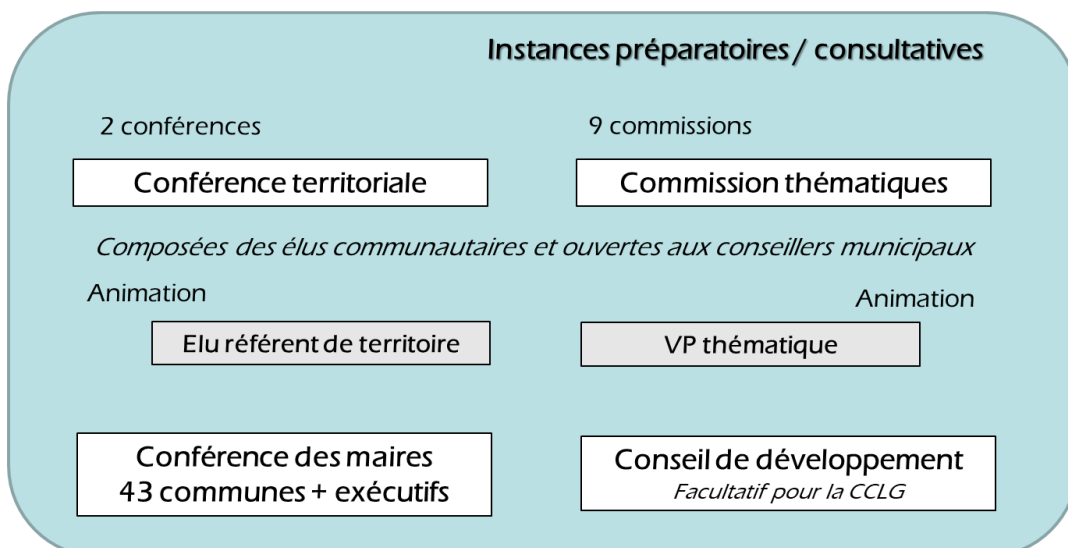 Instances préparatoires / consultatives
2 conférences
9 commissions
Conférence territoriale
Commission thématiques
Composées des élus communautaires et ouvertes aux conseillers municipaux
Animation
Animation
Elu référent de territoire
VP thématique
Conférence des maires
43 communes + exécutifs
Conseil de développement
Facultatif pour la CCLG